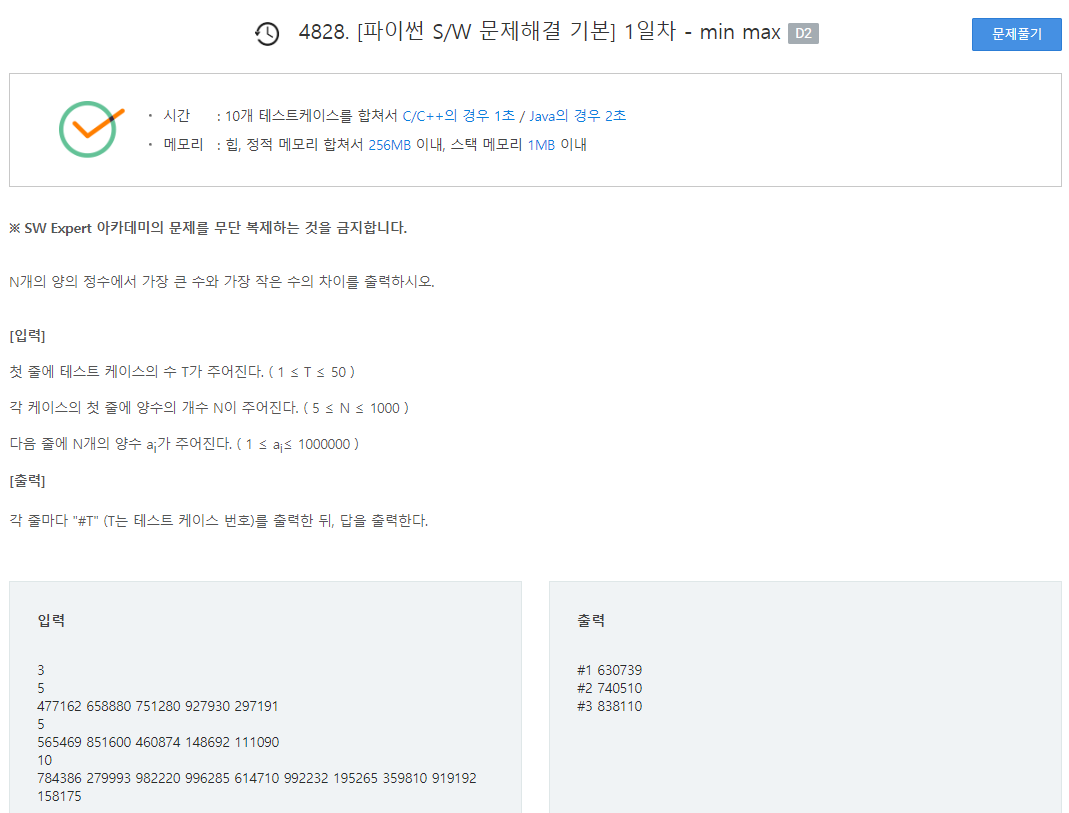 4828. [파이썬 S/W 문제해결 기본] 1일차 - min max D2
문제풀기
· 시간 : 10개 테스트케이스를 합쳐서 C/C++의 경우 1초 / Java의 경우 2초
· 메모리 : 힙, 정적 메모리 합쳐서 256MB 이내, 스택 메모리 1MB 이내
※ SW Expert 아카데미의 문제를 무단 복제하는 것을 금지합니다.
N개의 양의 정수에서 가장 큰 수와 가장 작은 수의 차이를 출력하시오.
[입력]
첫 줄에 테스트 케이스의 수 T가 주어진다. ( 1 ≤ T ≤ 50 )
각 케이스의 첫 줄에 양수의 개수 N이 주어진다. ( 5 ≤ N ≤ 1000 )
다음 줄에 N개의 양수 ai가 주어진다. ( 1 ≤ ai≤ 1000000 )
[출력]
각 줄마다 "#T" (T는 테스트 케이스 번호)를 출력한 뒤, 답을 출력한다.
입력
3
5
477162 658880 751280 927930 297191
5
565469 851600 460874 148692 111090
10
784386 279993 982220 996285 614710 992232 195265 359810 919192
158175
출력
#1 630739
#2 740510
#3 838110